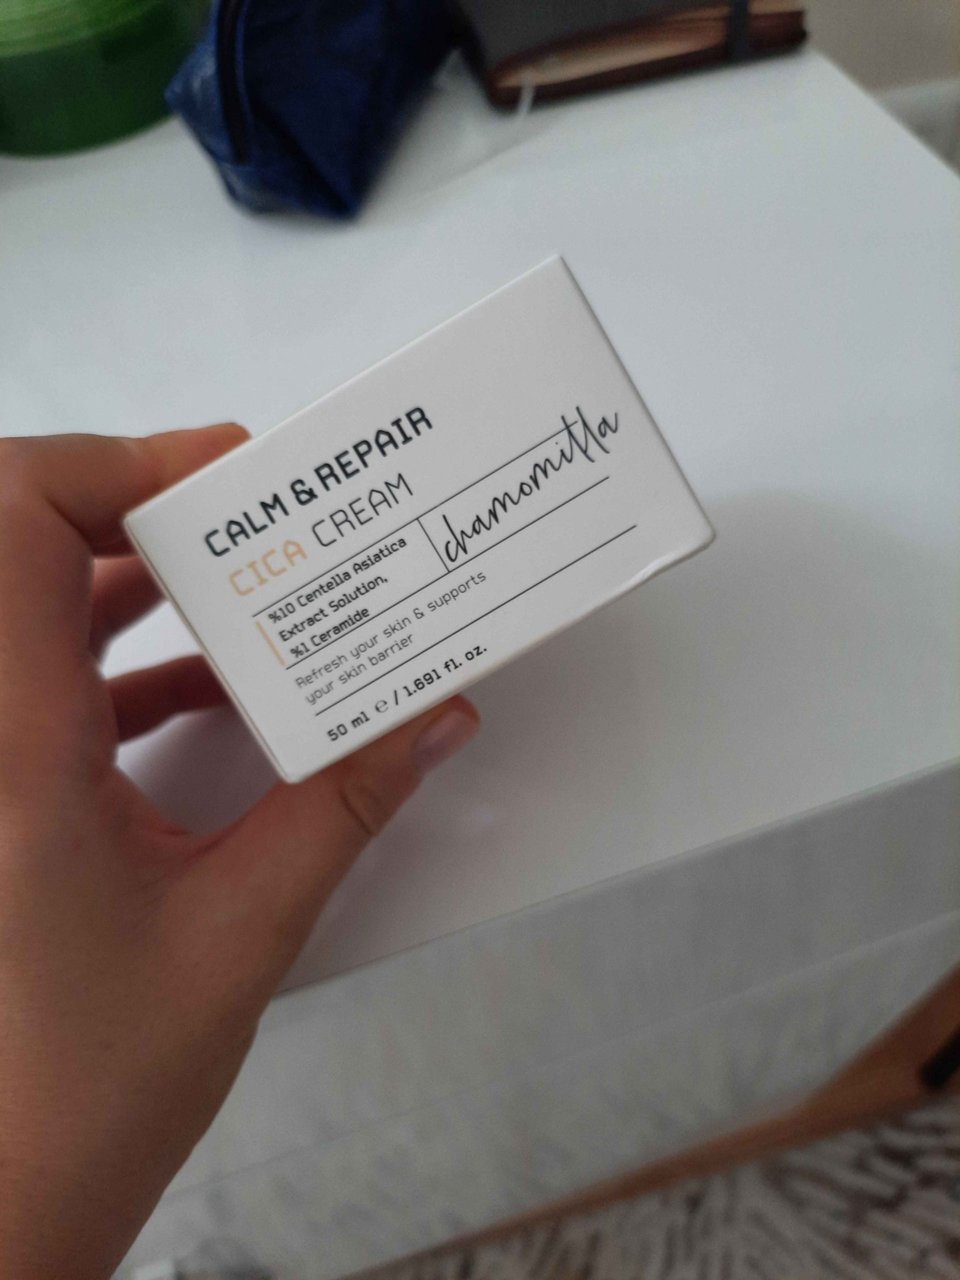 CALM & REPAIR
CICA CREAM
%10 Centella Asiatica
Extract Solution,
%1 Ceramide
chamomilla
Refresh your skin & supports
your skin barrier
50 ml ℮ / 1.691 fl. oz.